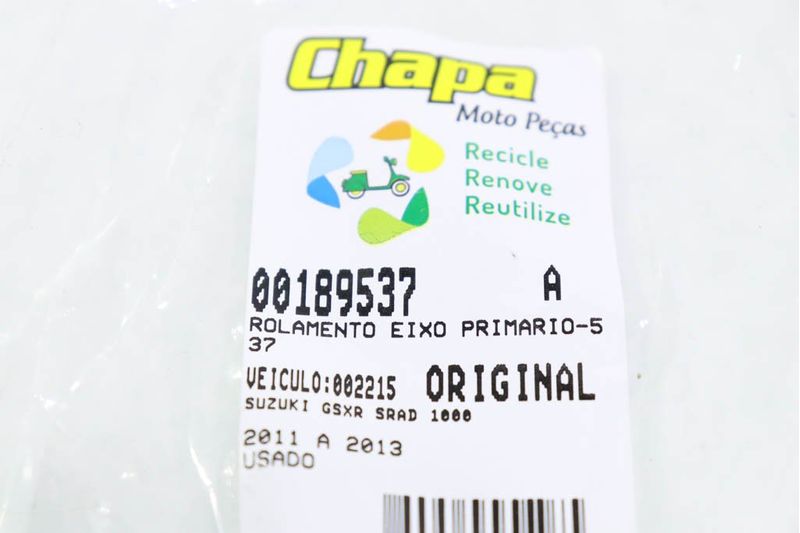 Chapa
Moto Peças
Recicle
Renove
Reutilize
00189537 A
ROLAMENTO EIXO PRIMARIO-5
37
VEICULO:002215 ORIGINAL
SUZUKI GSXR SRAD 1000
2011 A 2013
USADO